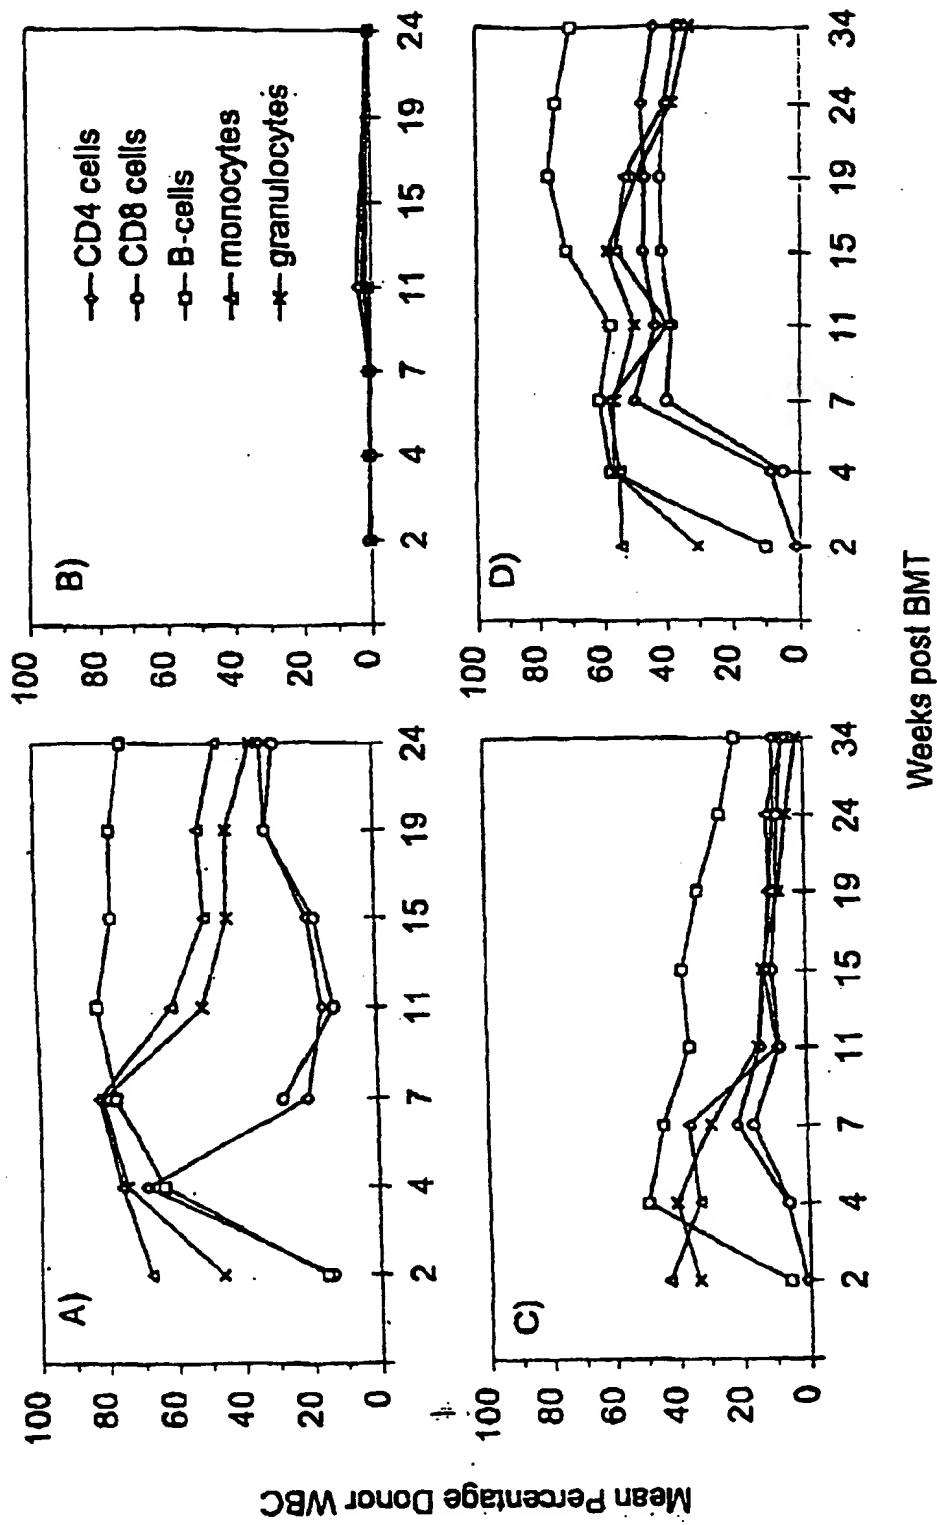 Mean Percentage Donor WBC
A)
100
80
60
40
20
0
2 4 7 11 15 19 24
B)
100
80
60
40
20
0
2 4 7 11 15 19 24
CD4 cells
CD8 cells
B-cells
monocytes
granulocytes
C)
100
80
60
40
20
0
2 4 7 11 15 19 24 34
D)
100
80
60
40
20
0
2 4 7 11 15 19 24 34
Weeks post BMT